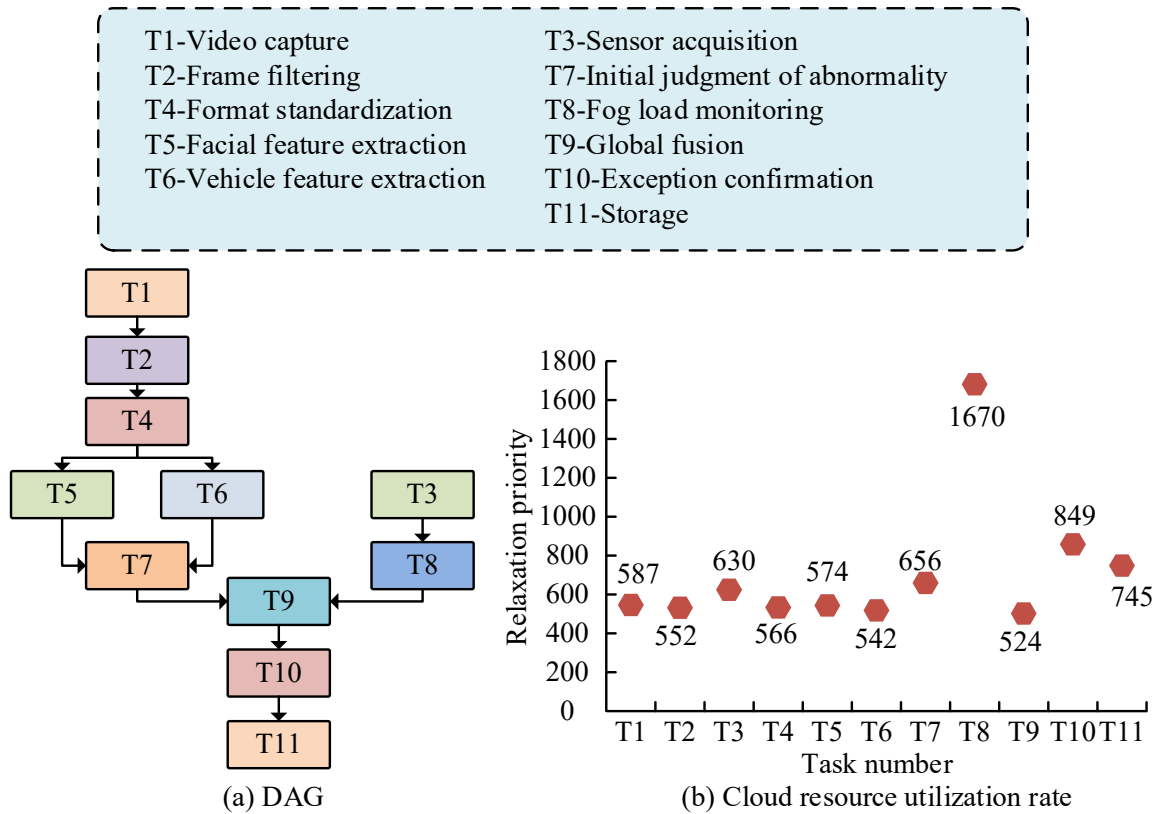 T1-Video capture
T2-Frame filtering
T4-Format standardization
T5-Facial feature extraction
T6-Vehicle feature extraction
T3-Sensor acquisition
T7-Initial judgment of abnormality
T8-Fog load monitoring
T9-Global fusion
T10-Exception confirmation
T11-Storage
T1
T2
T4
T5
T6
T3
T7
T8
T9
T10
T11
(a) DAG
Relaxation priority
1800
1600
1400
1200
1000
800
600
400
200
0
587
552
630
566
574
542
656
1670
524
849
745
T1 T2 T3 T4 T5 T6 T7 T8 T9 T10 T11
Task number
(b) Cloud resource utilization rate